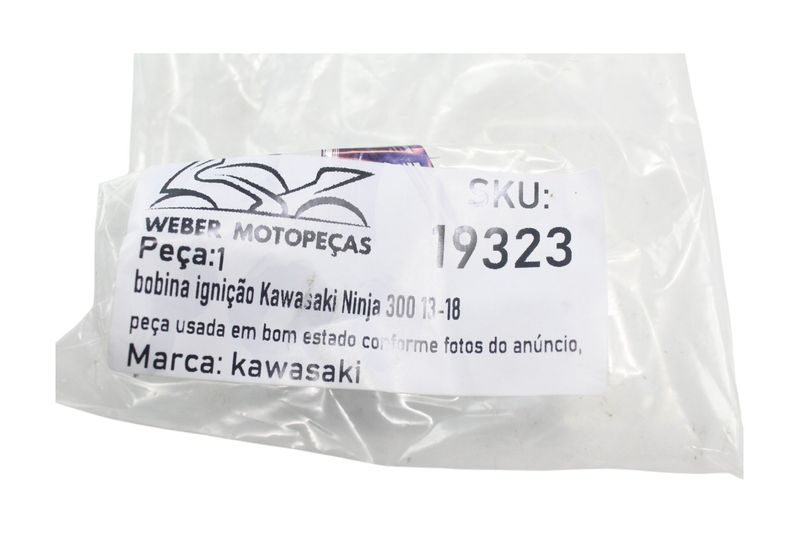 WEBER MOTOPEÇAS
SKU:
19323
Peça:1
bobina ignição Kawasaki Ninja 300 13-18
peça usada em bom estado conforme fotos do anúncio,
Marca: kawasaki